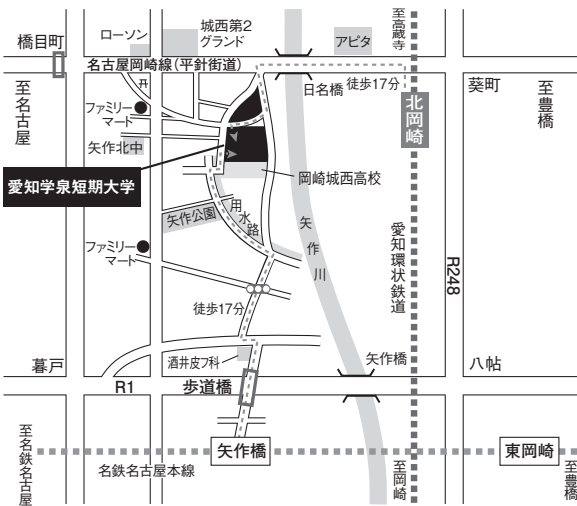 橋目町
ローソン
城西第2
グランド
アピタ
至高蔵寺
名古屋岡崎線(平針街道)
日名橋
徒歩17分
葵町
至名古屋
至豊橋
北岡崎
ファミリー
マート
矢作北中
愛知学泉短期大学
岡崎城西高校
矢作公園
用水路
矢作川
愛知環状鉄道
R248
ファミリー
マート
徒歩17分
暮戸
酒井皮フ科
矢作橋
八帖
R1
歩道橋
至名鉄名古屋
矢作橋
東岡崎
名鉄名古屋本線
至岡崎
至豊橋